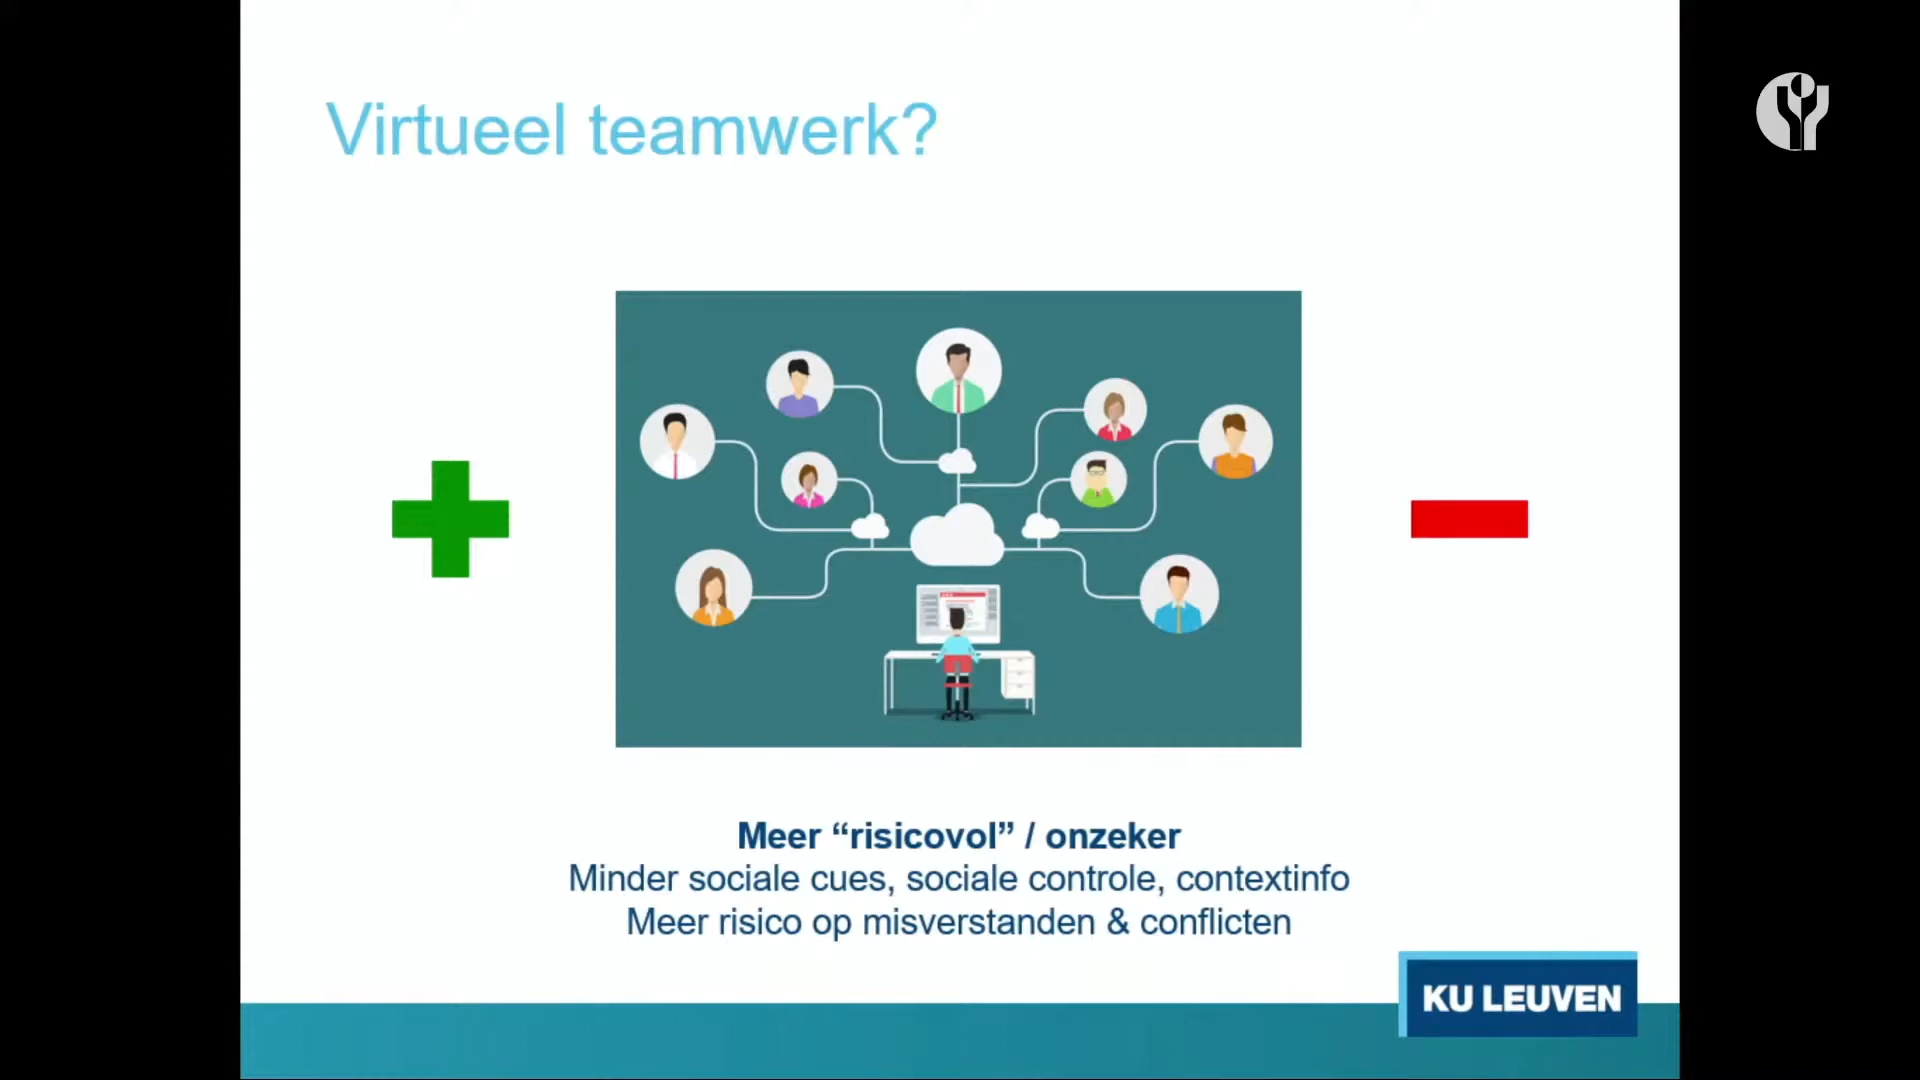 Virtueel teamwerk?
Meer “risicovol” / onzeker
Minder sociale cues, sociale controle, contextinfo
Meer risico op misverstanden & conflicten
KU LEUVEN